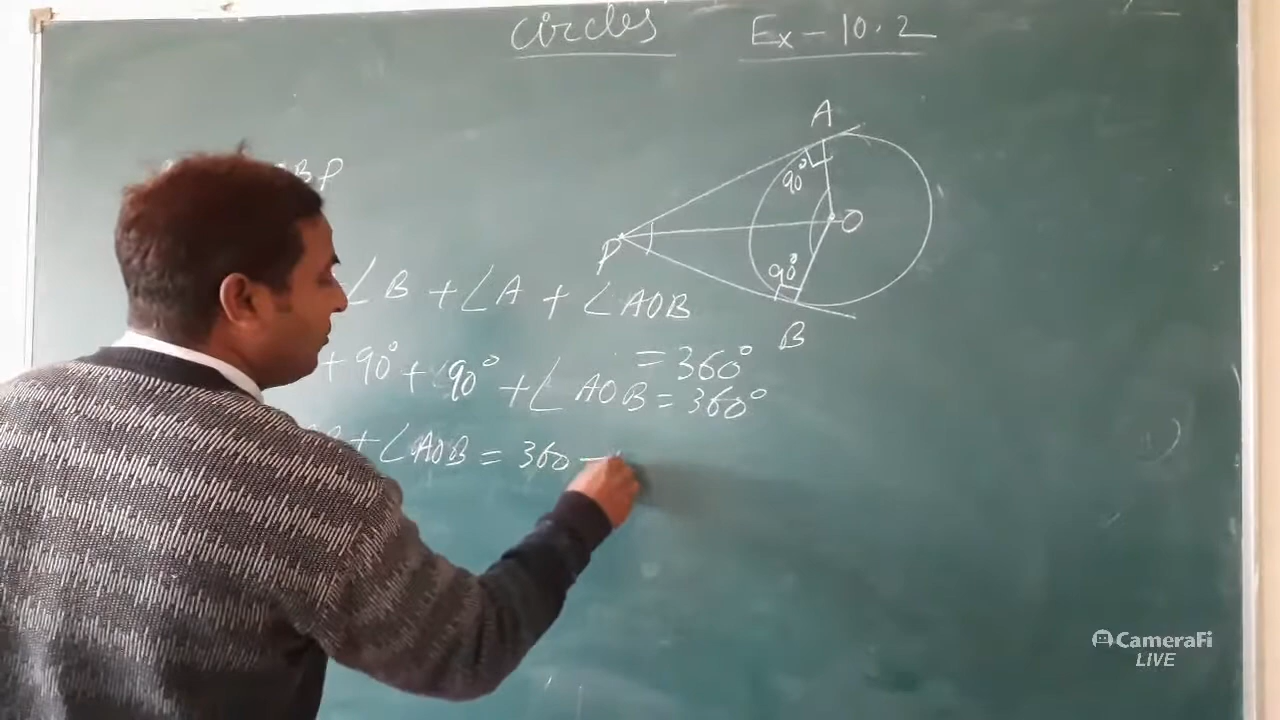 circles Ex - 10.2
BP
A
90°
O
P
90°
B
∠B + ∠A + ∠AOB
= 360°
+ 90° + 90° + ∠AOB = 360°
+ ∠AOB = 360 -
CameraFi
LIVE